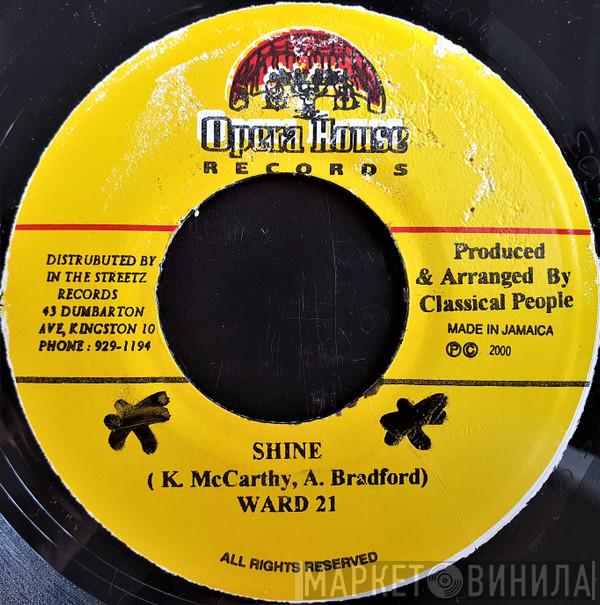 Opera House
RECORDS
DISTRUBUTED BY
IN THE STREETZ
RECORDS
43 DUMBARTON
AVE, KINGSTON 10
PHONE : 929-1194
Produced
& Arranged By
Classical People
MADE IN JAMAICA
℗© 2000
SHINE
( K. McCarthy, A. Bradford)
WARD 21
ALL RIGHTS RESERVED
МАРКЕТ ВИНИЛА